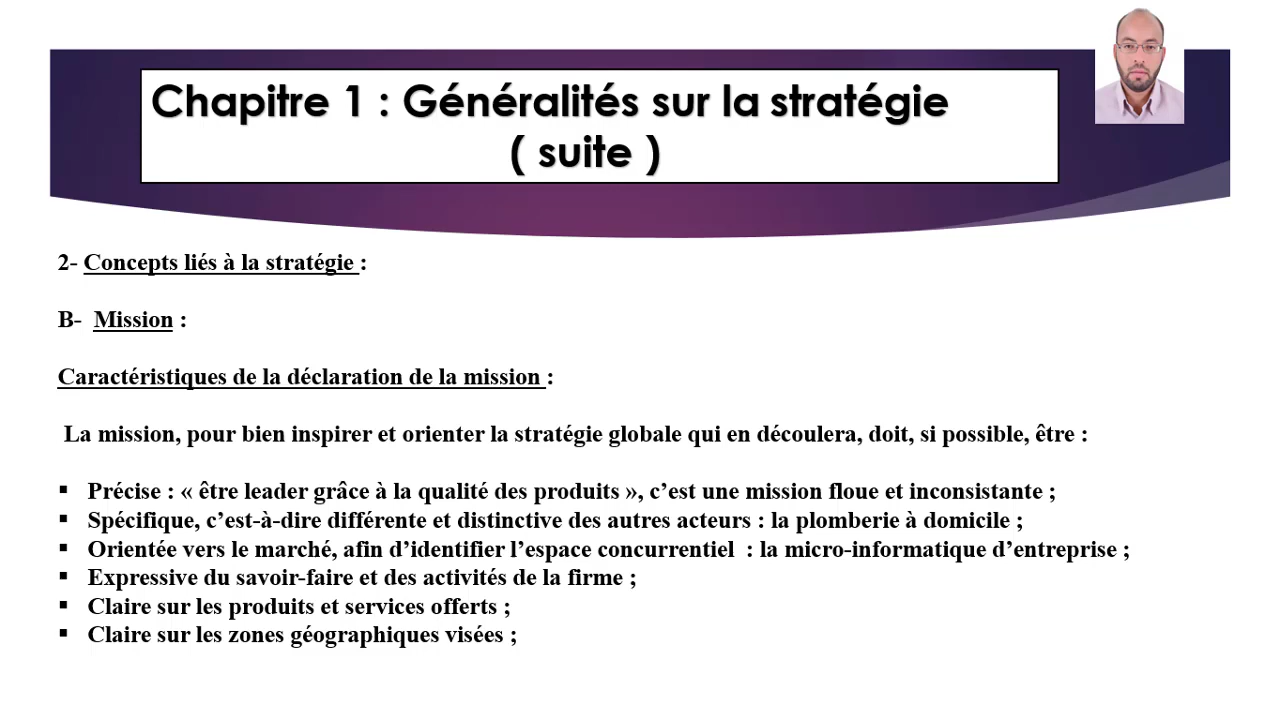 Chapitre 1 : Généralités sur la stratégie
( suite )
2- Concepts liés à la stratégie :
B- Mission :
Caractéristiques de la déclaration de la mission :
La mission, pour bien inspirer et orienter la stratégie globale qui en découlera, doit, si possible, être :
▪ Précise : « être leader grâce à la qualité des produits », c’est une mission floue et inconsistante ;
▪ Spécifique, c’est-à-dire différente et distinctive des autres acteurs : la plomberie à domicile ;
▪ Orientée vers le marché, afin d’identifier l’espace concurrentiel : la micro-informatique d’entreprise ;
▪ Expressive du savoir-faire et des activités de la firme ;
▪ Claire sur les produits et services offerts ;
▪ Claire sur les zones géographiques visées ;